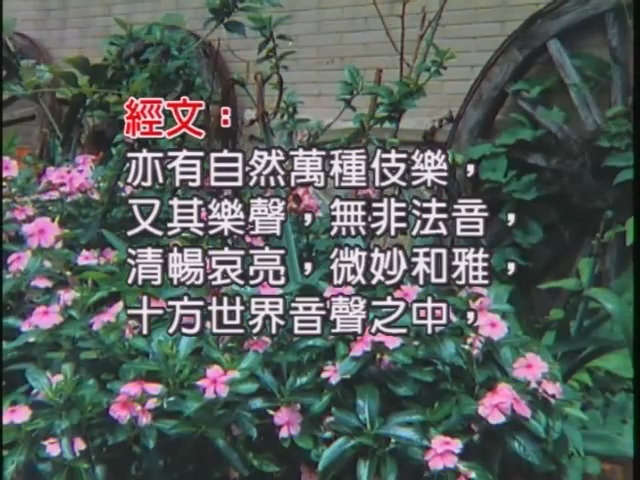 經文：
亦有自然萬種伎樂，
又其樂聲，無非法音，
清暢哀亮，微妙和雅，
十方世界音聲之中，